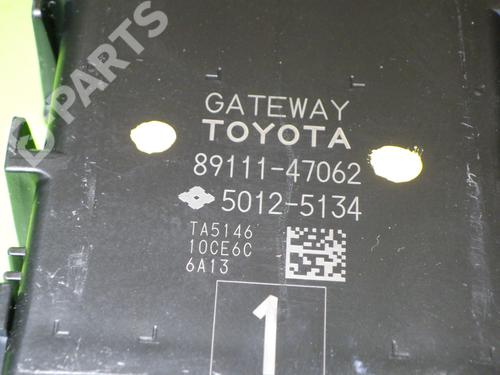 GATEWAY
TOYOTA
89111-47062
5012-5134
TA5146
10CE6C
6A13
1
B-PARTS